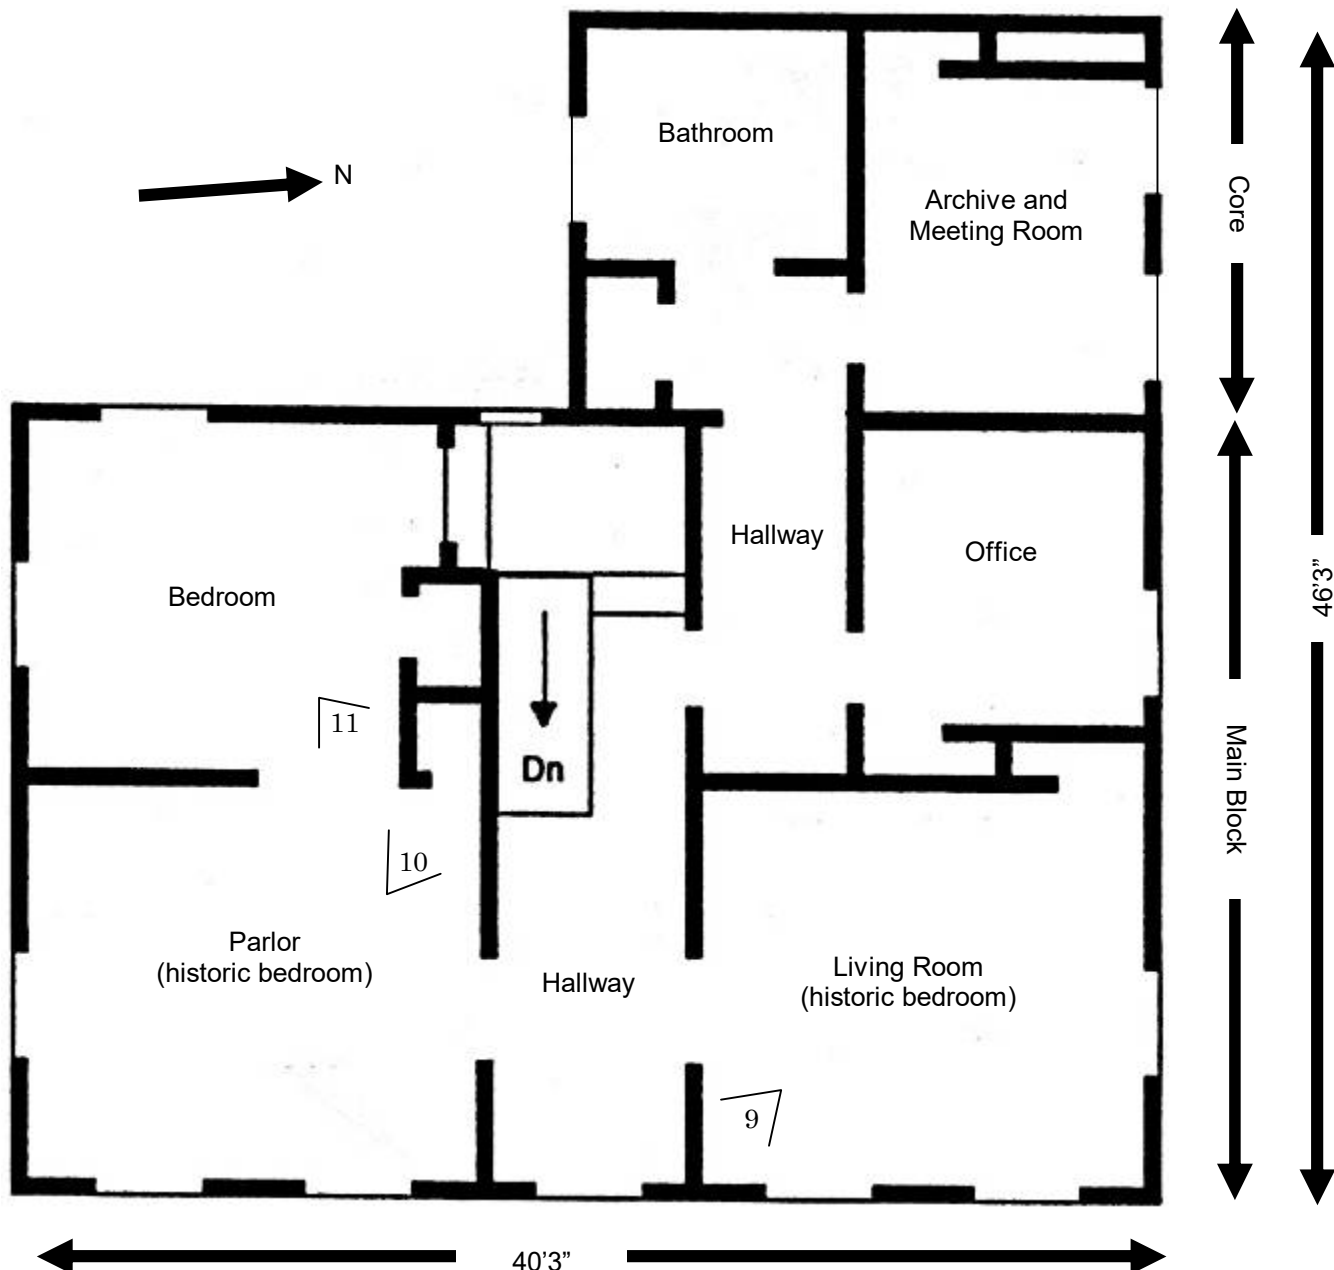 Bathroom
N
Archive and
Meeting Room
Core
Hallway
Office
46’3”
Bedroom
11
Dn
Main Block
10
Parlor
(historic bedroom)
Hallway
Living Room
(historic bedroom)
9
40’3”